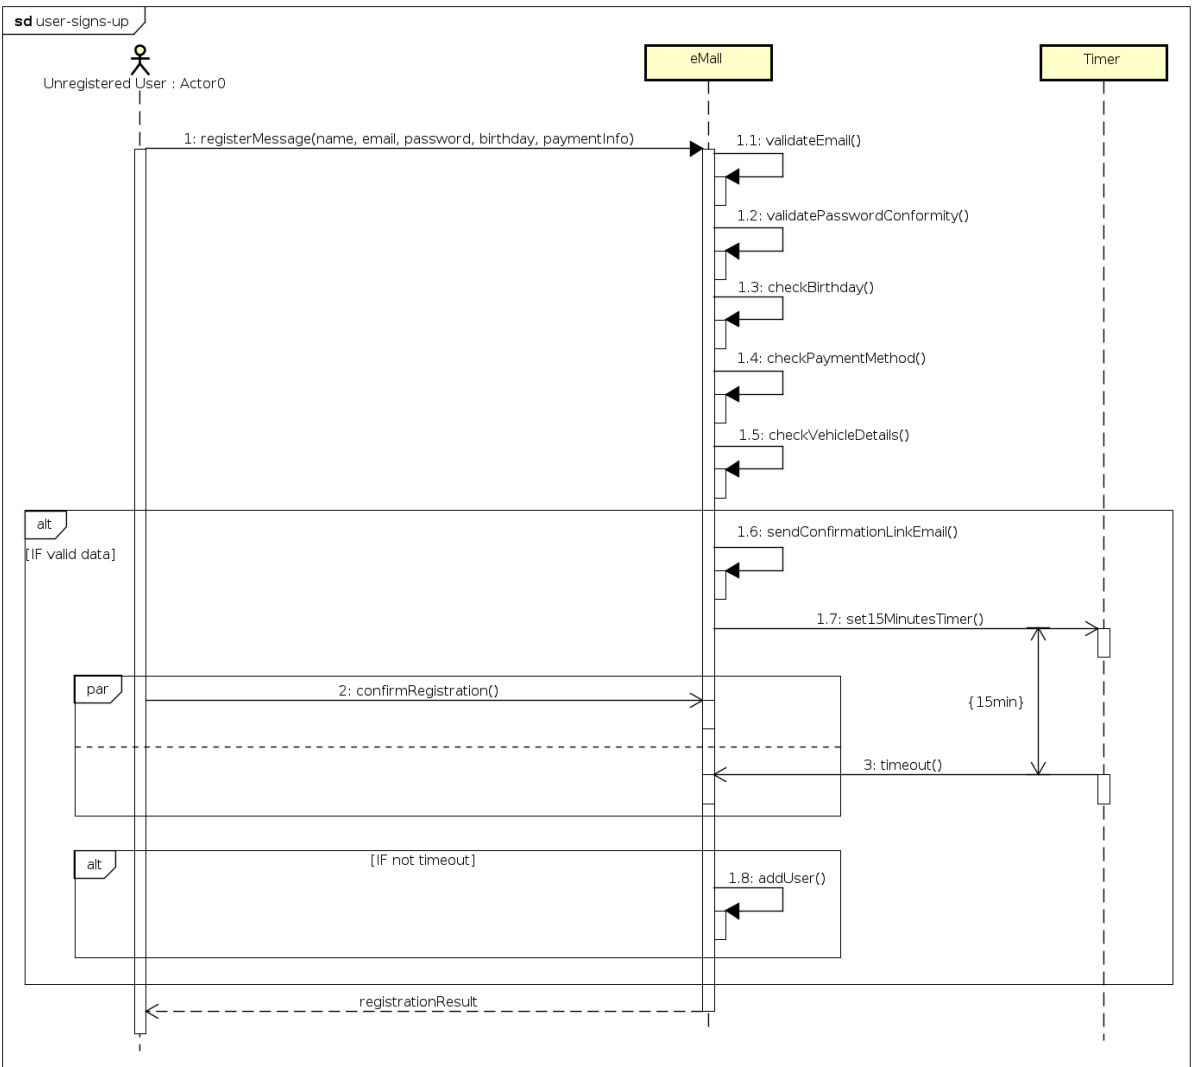 sd user-signs-up
Unregistered User : Actor0
eMall
Timer
1: registerMessage(name, email, password, birthday, paymentInfo)
1.1: validateEmail()
1.2: validatePasswordConformity()
1.3: checkBirthday()
1.4: checkPaymentMethod()
1.5: checkVehicleDetails()
alt
[IF valid data]
1.6: sendConfirmationLinkEmail()
1.7: set15MinutesTimer()
par
2: confirmRegistration()
{15min}
3: timeout()
alt
[IF not timeout]
1.8: addUser()
registrationResult